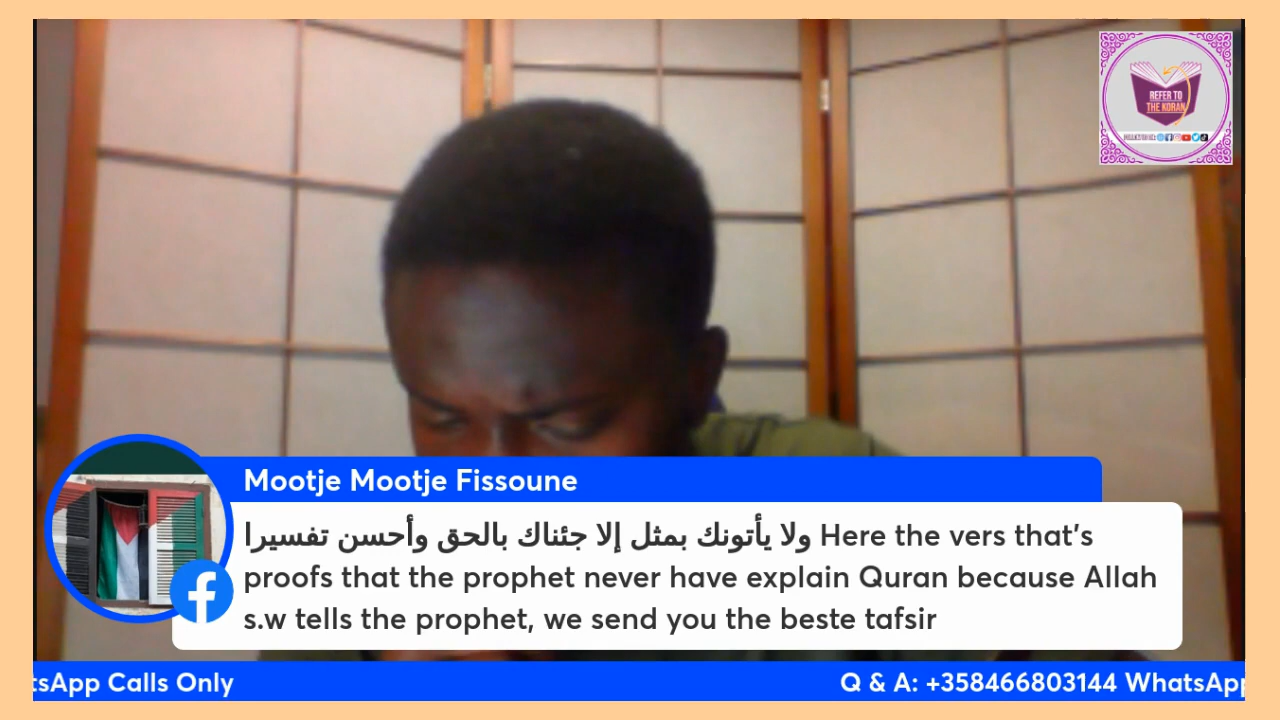 REFER TO
THE KORAN
Mootje Mootje Fissoune
ولا يأتونك بمثل إلا جئناك بالحق وأحسن تفسيرا Here the vers that's
proofs that the prophet never have explain Quran because Allah
s.w tells the prophet, we send you the beste tafsir
tsApp Calls Only
Q & A: +358466803144 WhatsApp